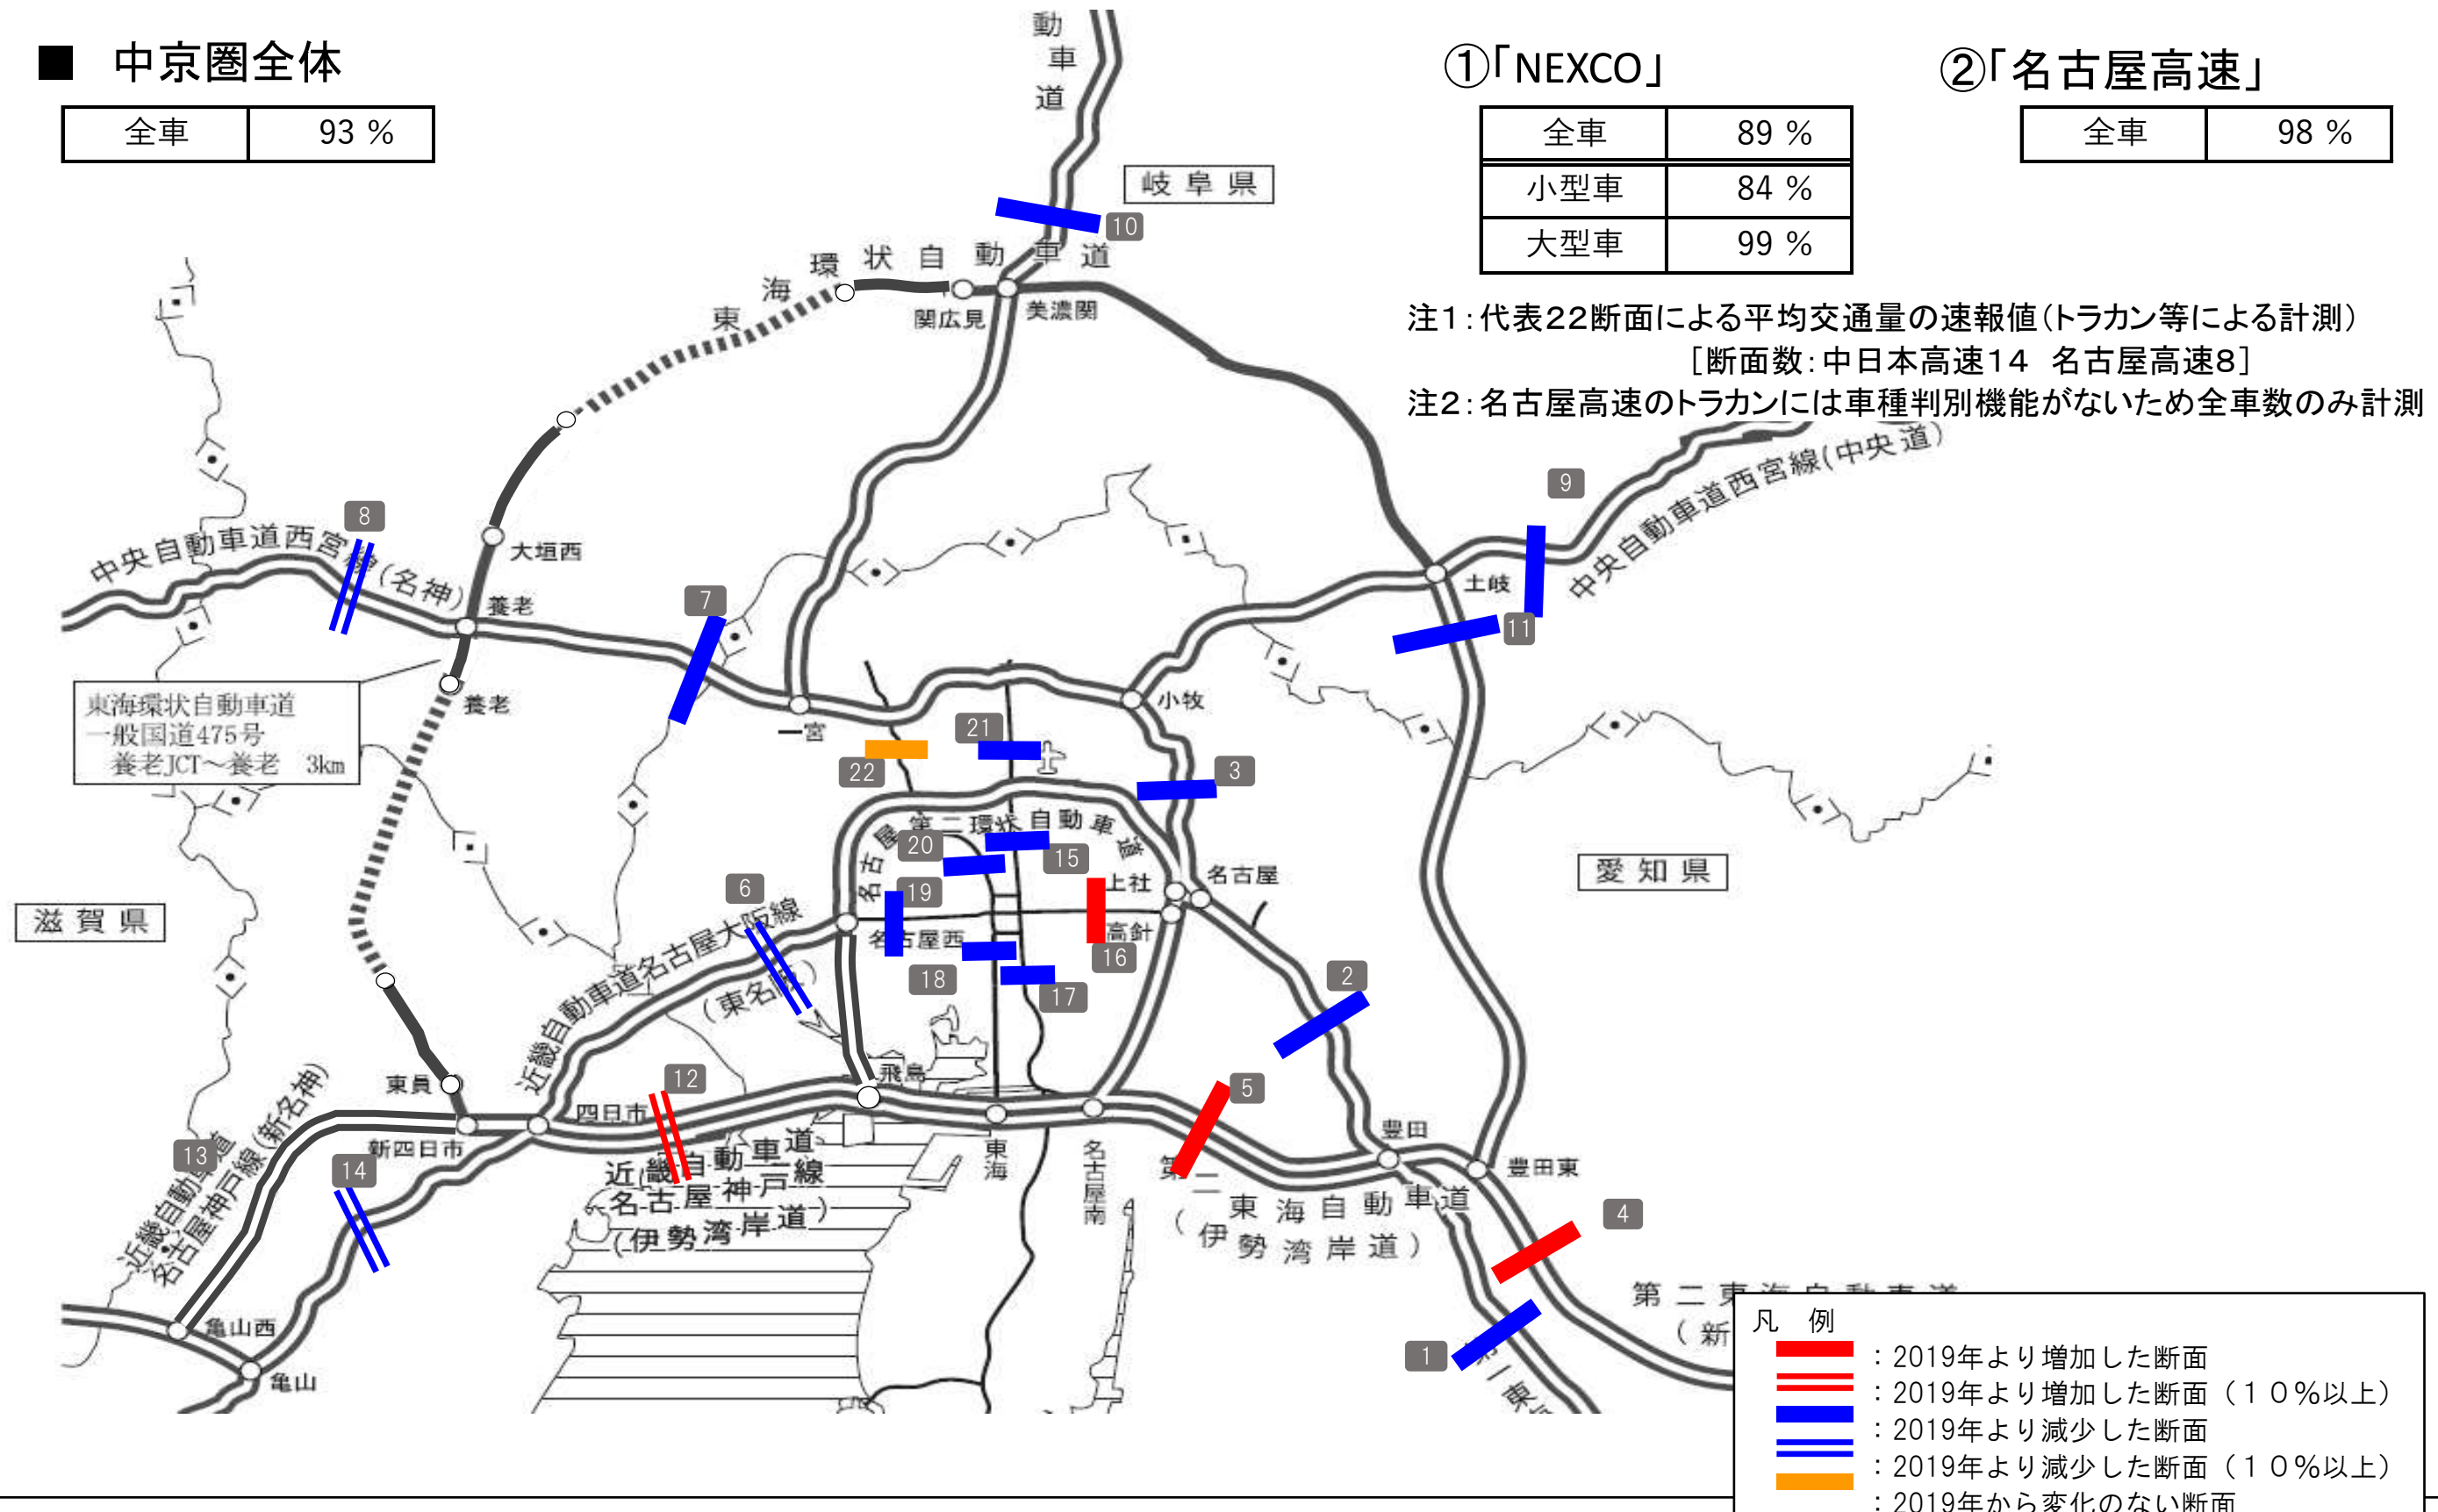 ■ 中京圏全体
全車 93 %
①「NEXCO」
全車 89 %
小型車 84 %
大型車 99 %
②「名古屋高速」
全車 98 %
注1:代表22断面による平均交通量の速報値(トラカン等による計測)
[断面数:中日本高速14 名古屋高速8]
注2:名古屋高速のトラカンには車種判別機能がないため全車数のみ計測
動車道
岐阜県
10
東海環状自動車道
関広見
美濃関
中央自動車道西宮線(中央道)
9
8
中央自動車道西宮線(名神)
大垣西
養老
7
土岐
11
東海環状自動車道
一般国道475号
養老JCT～養老 3km
養老
一宮
小牧
21
22
3
名古屋第二環状自動車道
20
15
19
6
上社
名古屋
愛知県
滋賀県
名古屋西
高針
16
18
17
2
近畿自動車道名古屋大阪線
(東名阪)
飛島
12
5
東員
四日市
新四日市
13
14
近畿自動車道
名古屋神戸線(新名神)
近畿自動車道
名古屋神戸線
(伊勢湾岸道)
東海
名古屋南
豊田
豊田東
第二東海自動車道
(伊勢湾岸道)
4
第二東海自動車道
(新
1
第一東
亀山西
亀山
凡 例
:2019年より増加した断面
:2019年より増加した断面(10%以上)
:2019年より減少した断面
:2019年より減少した断面(10%以上)
:2019年から変化のない断面